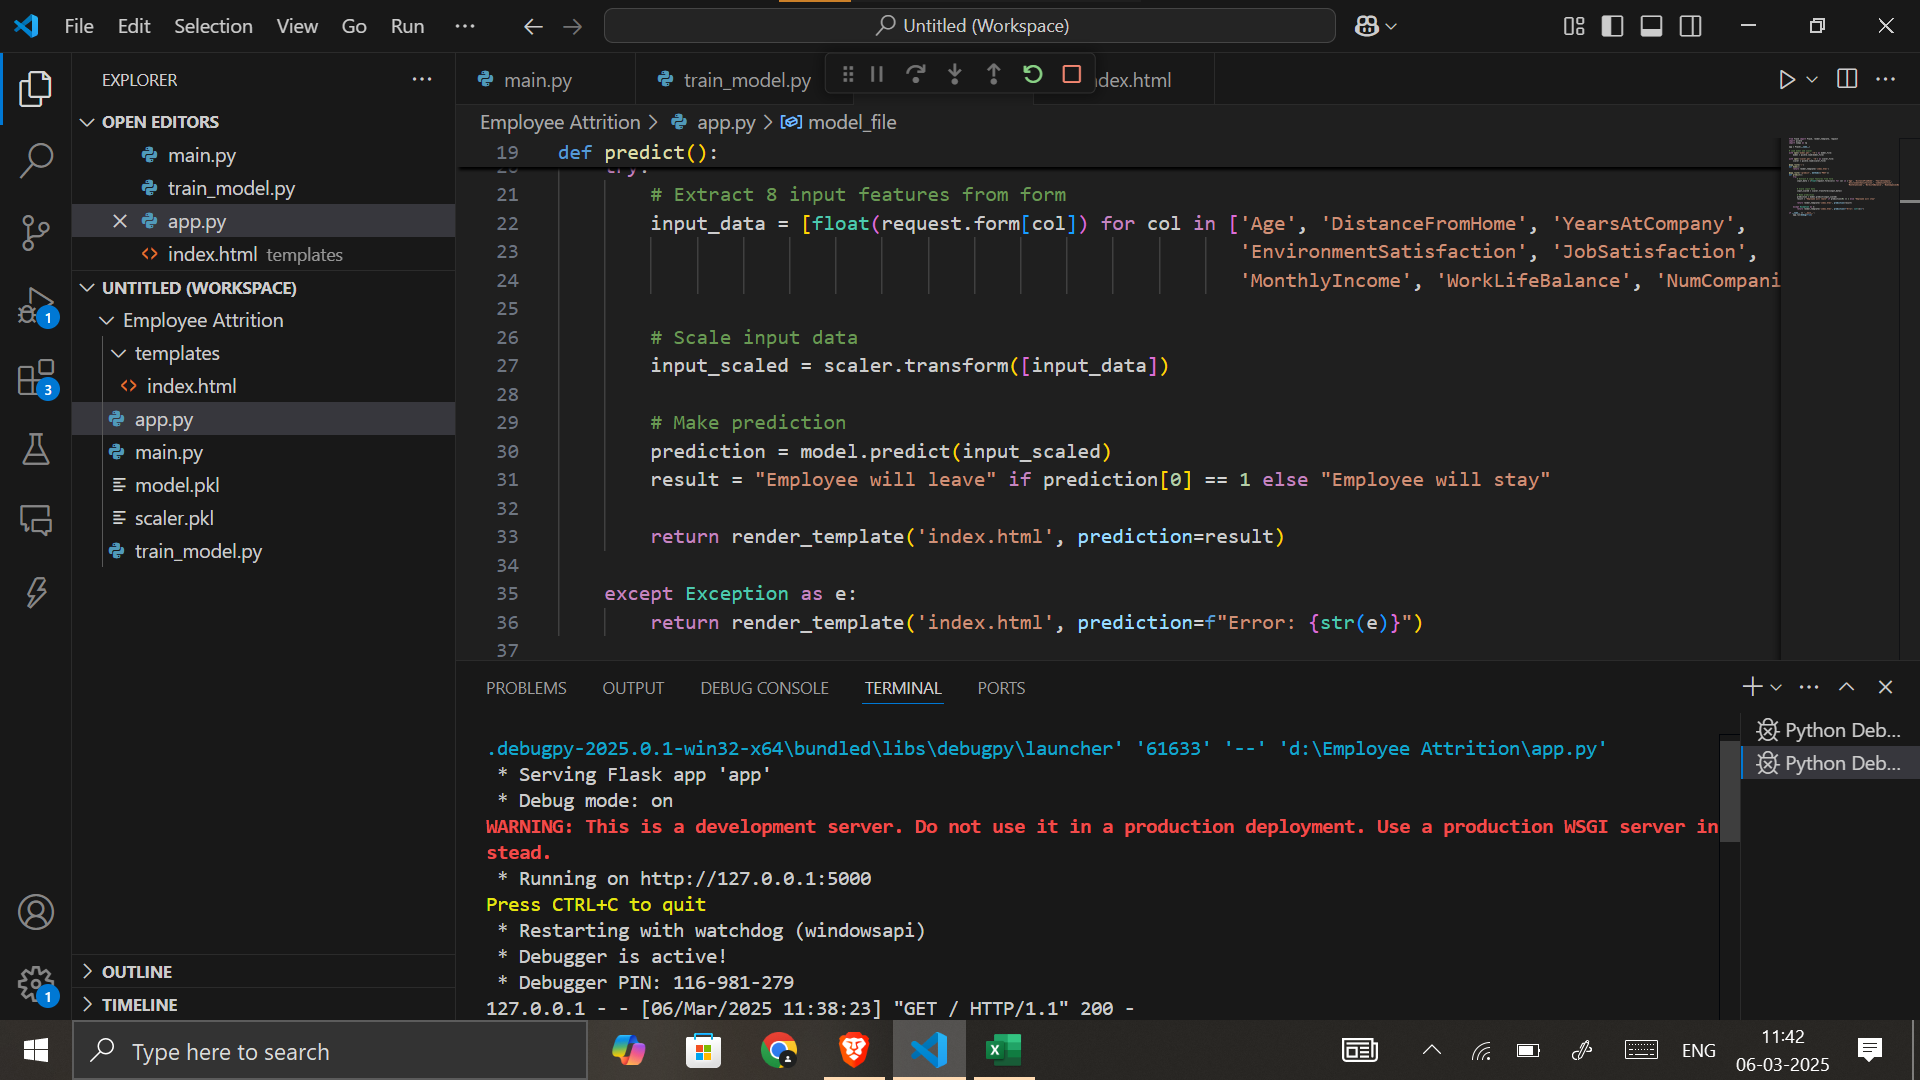 File Edit Selection View Go Run ··· Untitled (Workspace)
EXPLORER ···
OPEN EDITORS
main.py
train_model.py
app.py
index.html templates
UNTITLED (WORKSPACE)
Employee Attrition
templates
index.html
app.py
main.py
model.pkl
scaler.pkl
train_model.py
OUTLINE
TIMELINE
1
3
1
main.py train_model.py ndex.html
Employee Attrition > app.py > model_file
19 def predict():
try:
21 # Extract 8 input features from form
22 input_data = [float(request.form[col]) for col in ['Age', 'DistanceFromHome', 'YearsAtCompany',
23 'EnvironmentSatisfaction', 'JobSatisfaction',
24 'MonthlyIncome', 'WorkLifeBalance', 'NumCompani
25
26 # Scale input data
27 input_scaled = scaler.transform([input_data])
28
29 # Make prediction
30 prediction = model.predict(input_scaled)
31 result = "Employee will leave" if prediction[0] == 1 else "Employee will stay"
32
33 return render_template('index.html', prediction=result)
34
35 except Exception as e:
36 return render_template('index.html', prediction=f"Error: {str(e)}")
37
PROBLEMS OUTPUT DEBUG CONSOLE TERMINAL PORTS
.debugpy-2025.0.1-win32-x64\bundled\libs\debugpy\launcher' '61633' '--' 'd:\Employee Attrition\app.py'
* Serving Flask app 'app'
* Debug mode: on
WARNING: This is a development server. Do not use it in a production deployment. Use a production WSGI server in
stead.
* Running on http://127.0.0.1:5000
Press CTRL+C to quit
* Restarting with watchdog (windowsapi)
* Debugger is active!
* Debugger PIN: 116-981-279
127.0.0.1 - - [06/Mar/2025 11:38:23] "GET / HTTP/1.1" 200 -
Python Deb...
Python Deb...
Type here to search
ENG
11:42
06-03-2025